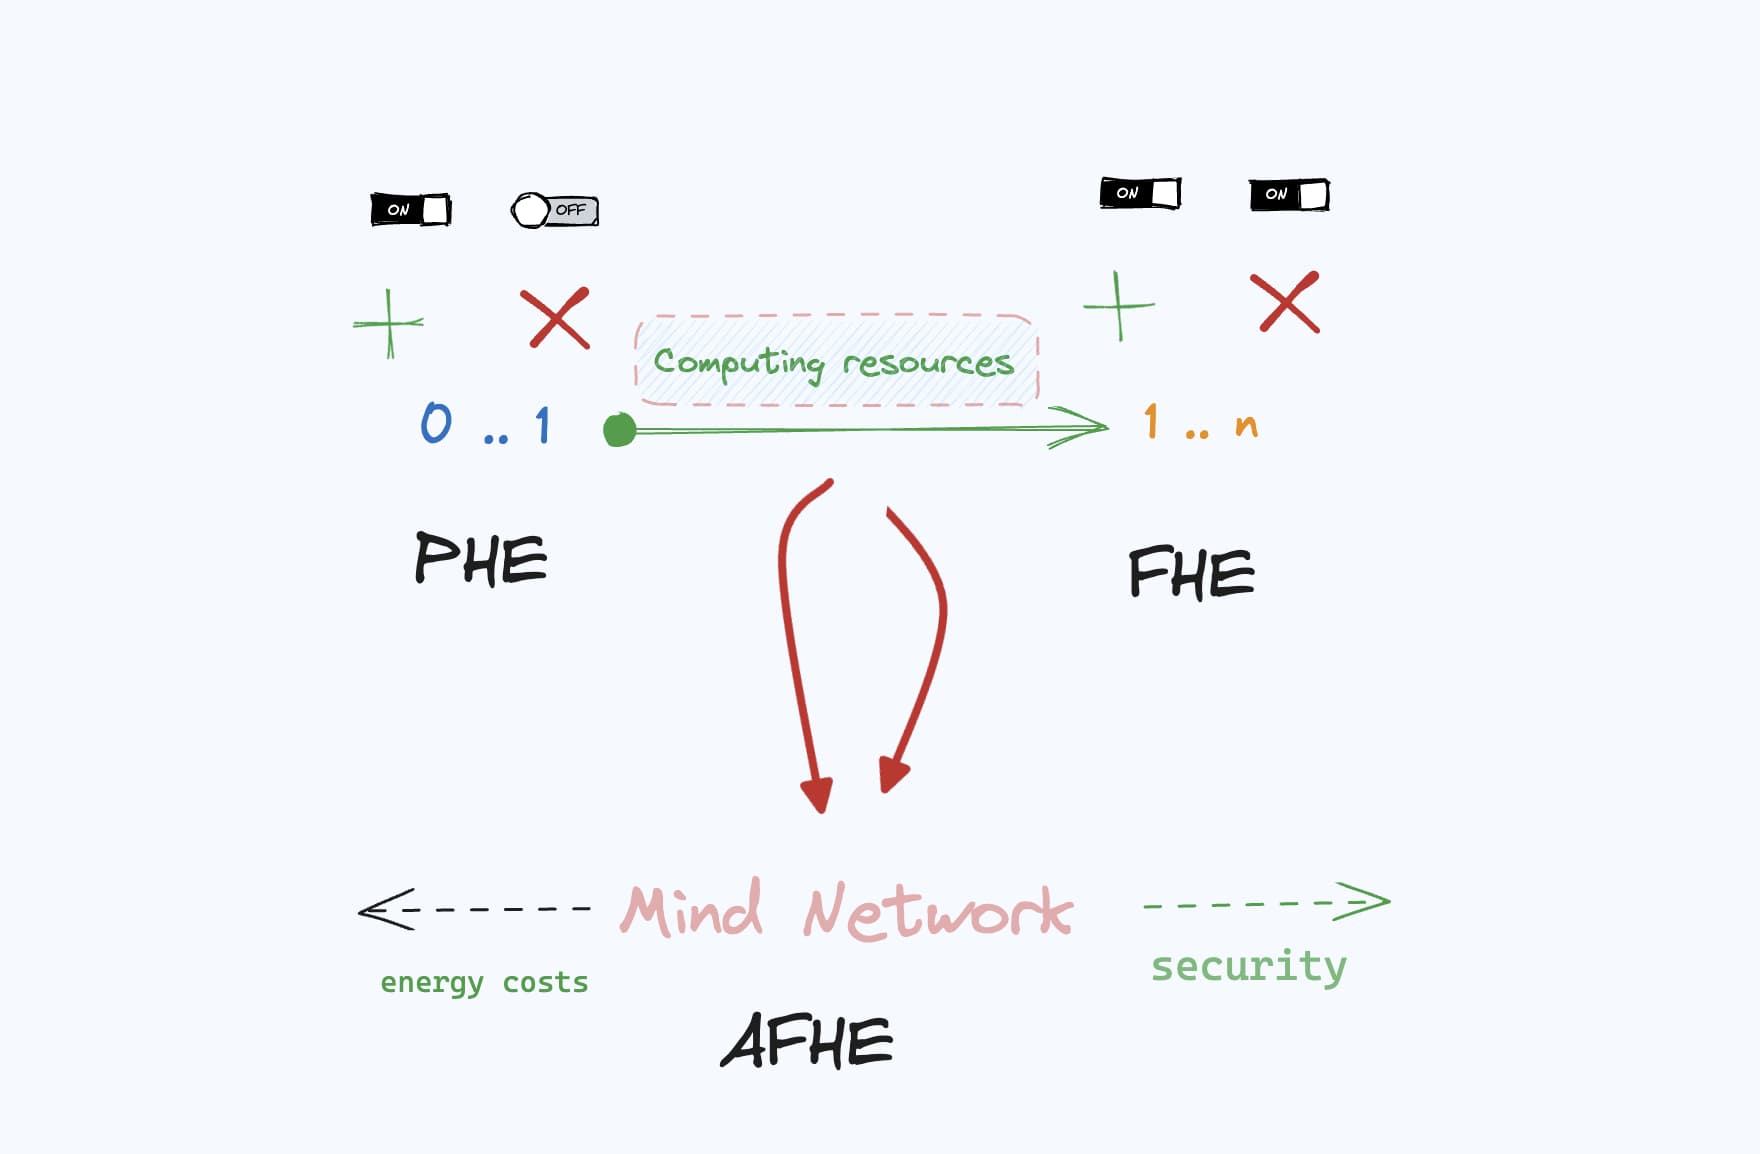 ON OFF ON ON
Computing resources
0 .. 1
1 .. n
PHE
FHE
Mind Network
energy costs
security
AFHE